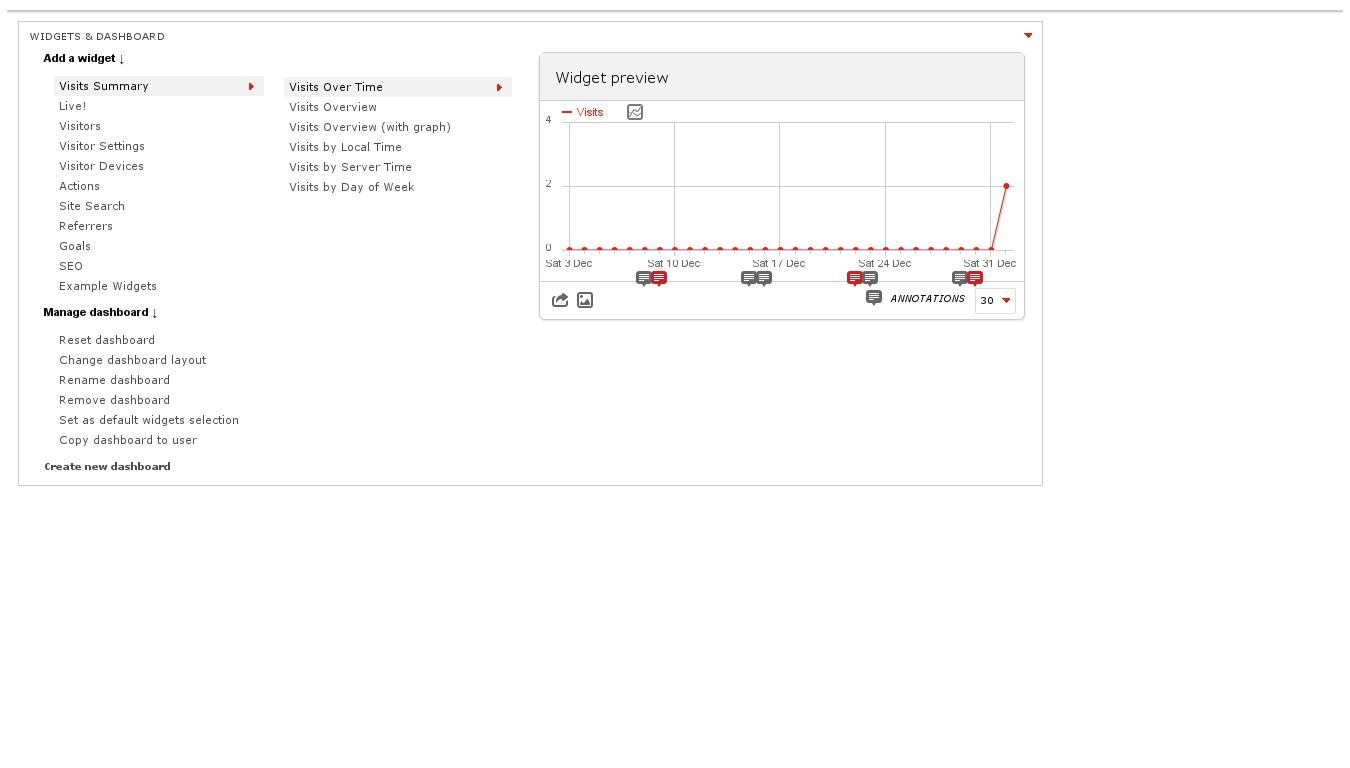 WIDGETS & DASHBOARD
Add a widget ↓
Visits Summary
Live!
Visitors
Visitor Settings
Visitor Devices
Actions
Site Search
Referrers
Goals
SEO
Example Widgets
Manage dashboard ↓
Reset dashboard
Change dashboard layout
Rename dashboard
Remove dashboard
Set as default widgets selection
Copy dashboard to user
Create new dashboard
Visits Over Time
Visits Overview
Visits Overview (with graph)
Visits by Local Time
Visits by Server Time
Visits by Day of Week
Widget preview
Visits
4
2
0
Sat 3 Dec Sat 10 Dec Sat 17 Dec Sat 24 Dec Sat 31 Dec
ANNOTATIONS 30